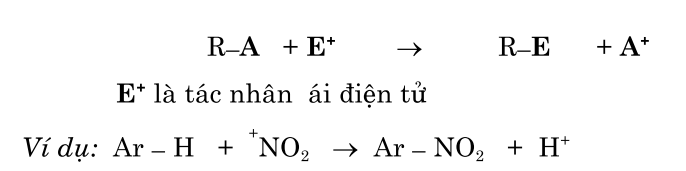 R–A + E⁺ → R–E + A⁺
E⁺ là tác nhân ái điện tử
Ví dụ: Ar – H + ⁺NO₂ → Ar – NO₂ + H⁺